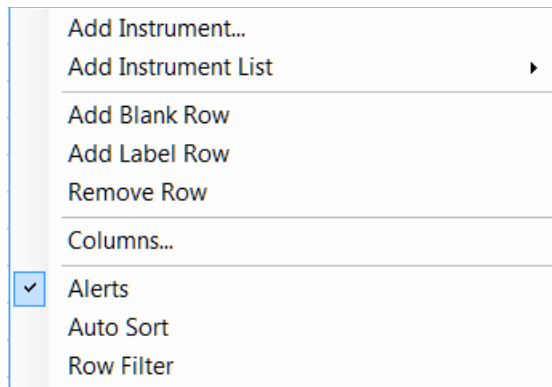 Add Instrument...
Add Instrument List
Add Blank Row
Add Label Row
Remove Row
Columns...
Alerts
Auto Sort
Row Filter